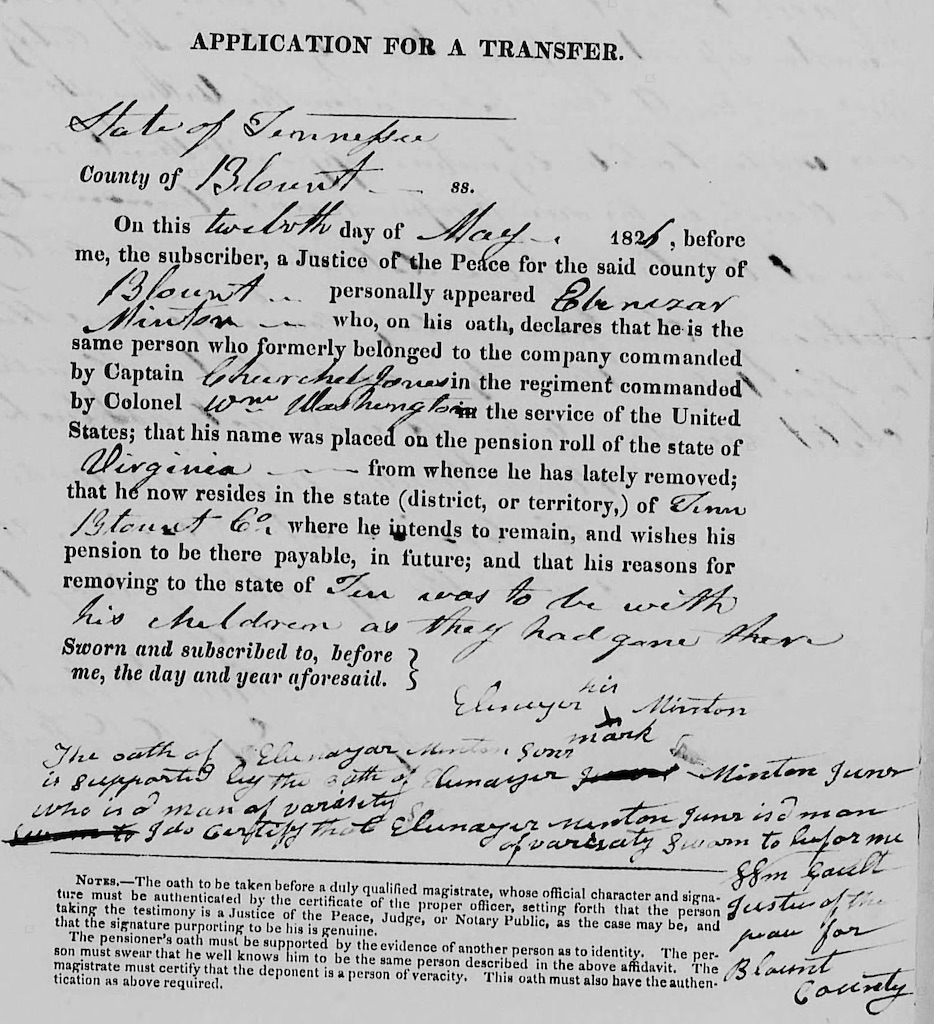 APPLICATION FOR A TRANSFER.
State of Tennessee
County of Blount ss.
On this twelvth day of May 1826, before
me, the subscriber, a Justice of the Peace for the said county of
Blount personally appeared Ebenezar
Minton who, on his oath, declares that he is the
same person who formerly belonged to the company commanded
by Captain Churchel Jones in the regiment commanded
by Colonel Wm Washington in the service of the United
States; that his name was placed on the pension roll of the state of
Virginia from whence he has lately removed;
that he now resides in the state (district, or territory,) of Tenn
Blount Co. where he intends to remain, and wishes his
pension to be there payable, in future; and that his reasons for
removing to the state of Ten was to be with
his children as they had gone there
Sworn and subscribed to, before
me, the day and year aforesaid.
his
Ebenezer Minton
mark
The oath of Ebenazar Minton Senr
is supported by the oath of Ebenazer Minton Junr
who is a man of varasity
Sworn to I do Certify that Ebenazer Minton Junr is a man
of varasaty Sworn to before me
Gault
Justice of the
peace for
Blount
County
NOTES.—The oath to be taken before a duly qualified magistrate, whose official character and signa-
ture must be authenticated by the certificate of the proper officer, setting forth that the person
taking the testimony is a Justice of the Peace, Judge, or Notary Public, as the case may be, and
that the signature purporting to be his is genuine.
The pensioner's oath must be supported by the evidence of another person as to identity. The per-
son must swear that he well knows him to be the same person described in the above affidavit. The
magistrate must certify that the deponent is a person of veracity. This oath must also have the authen-
tication as above required.